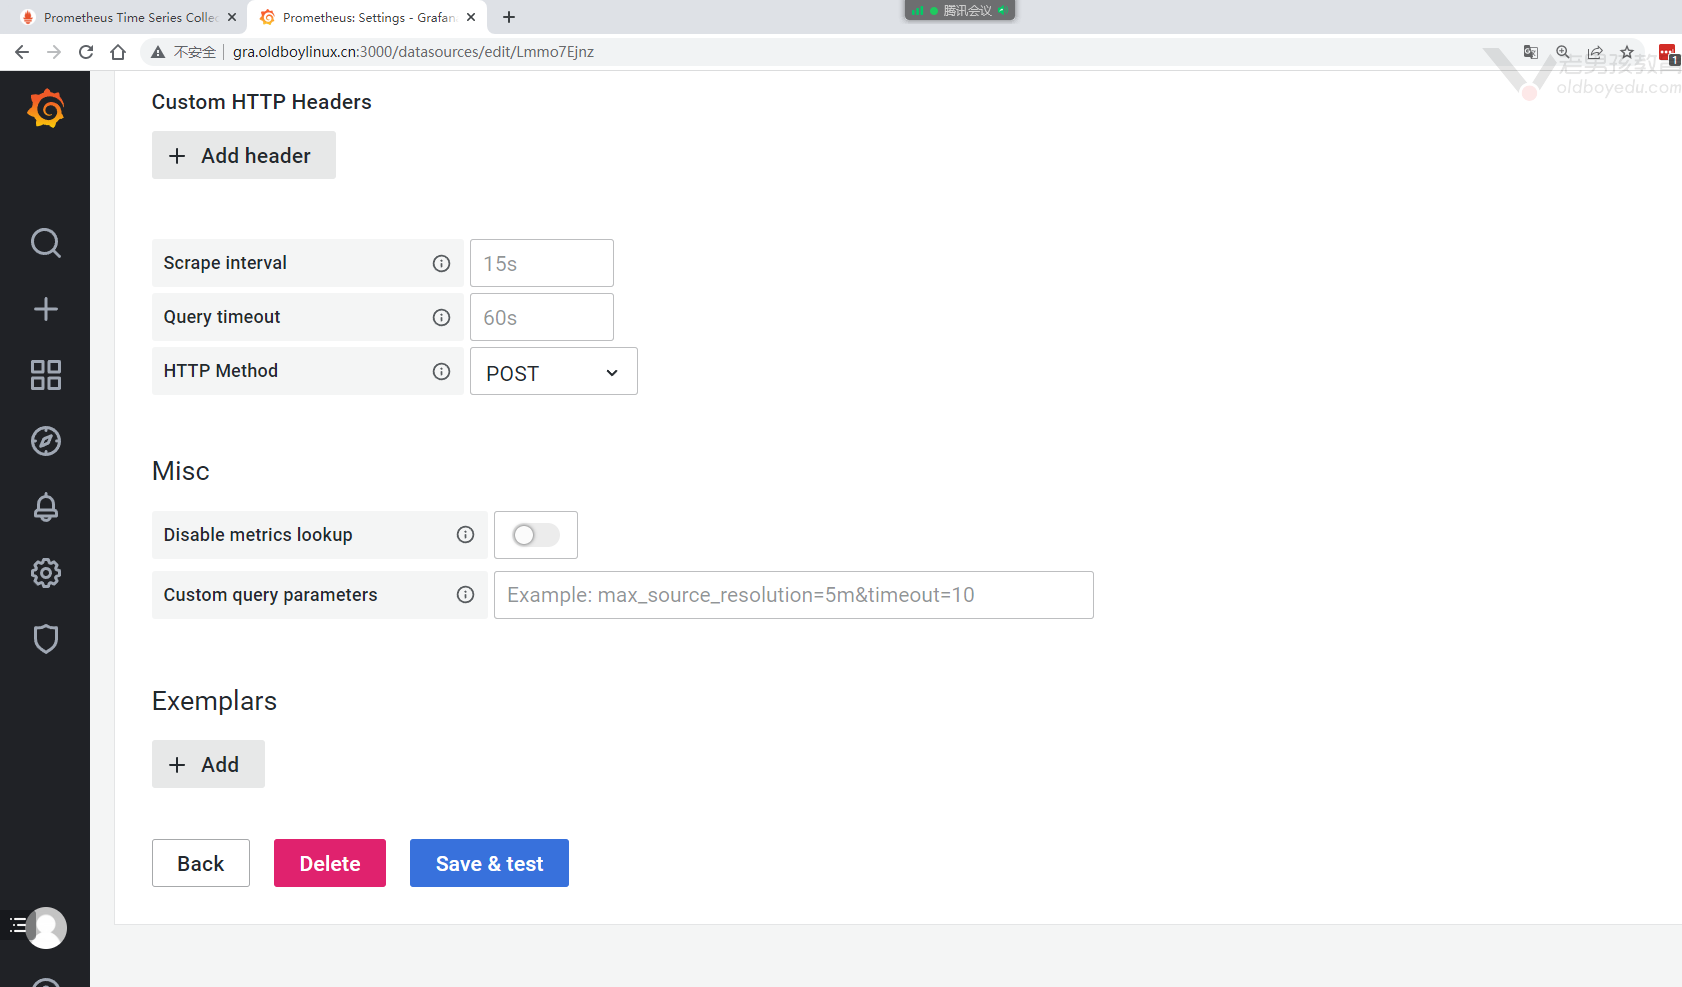 Prometheus Time Series Collec
Prometheus: Settings - Grafana
腾讯会议
不安全
gra.oldboylinux.cn:3000/datasources/edit/Lmmo7Ejnz
1
老男孩教育
oldboyedu.com
Custom HTTP Headers
Add header
Scrape interval
15s
Query timeout
60s
HTTP Method
POST
Misc
Disable metrics lookup
Custom query parameters
Example: max_source_resolution=5m&timeout=10
Exemplars
Add
Back
Delete
Save & test